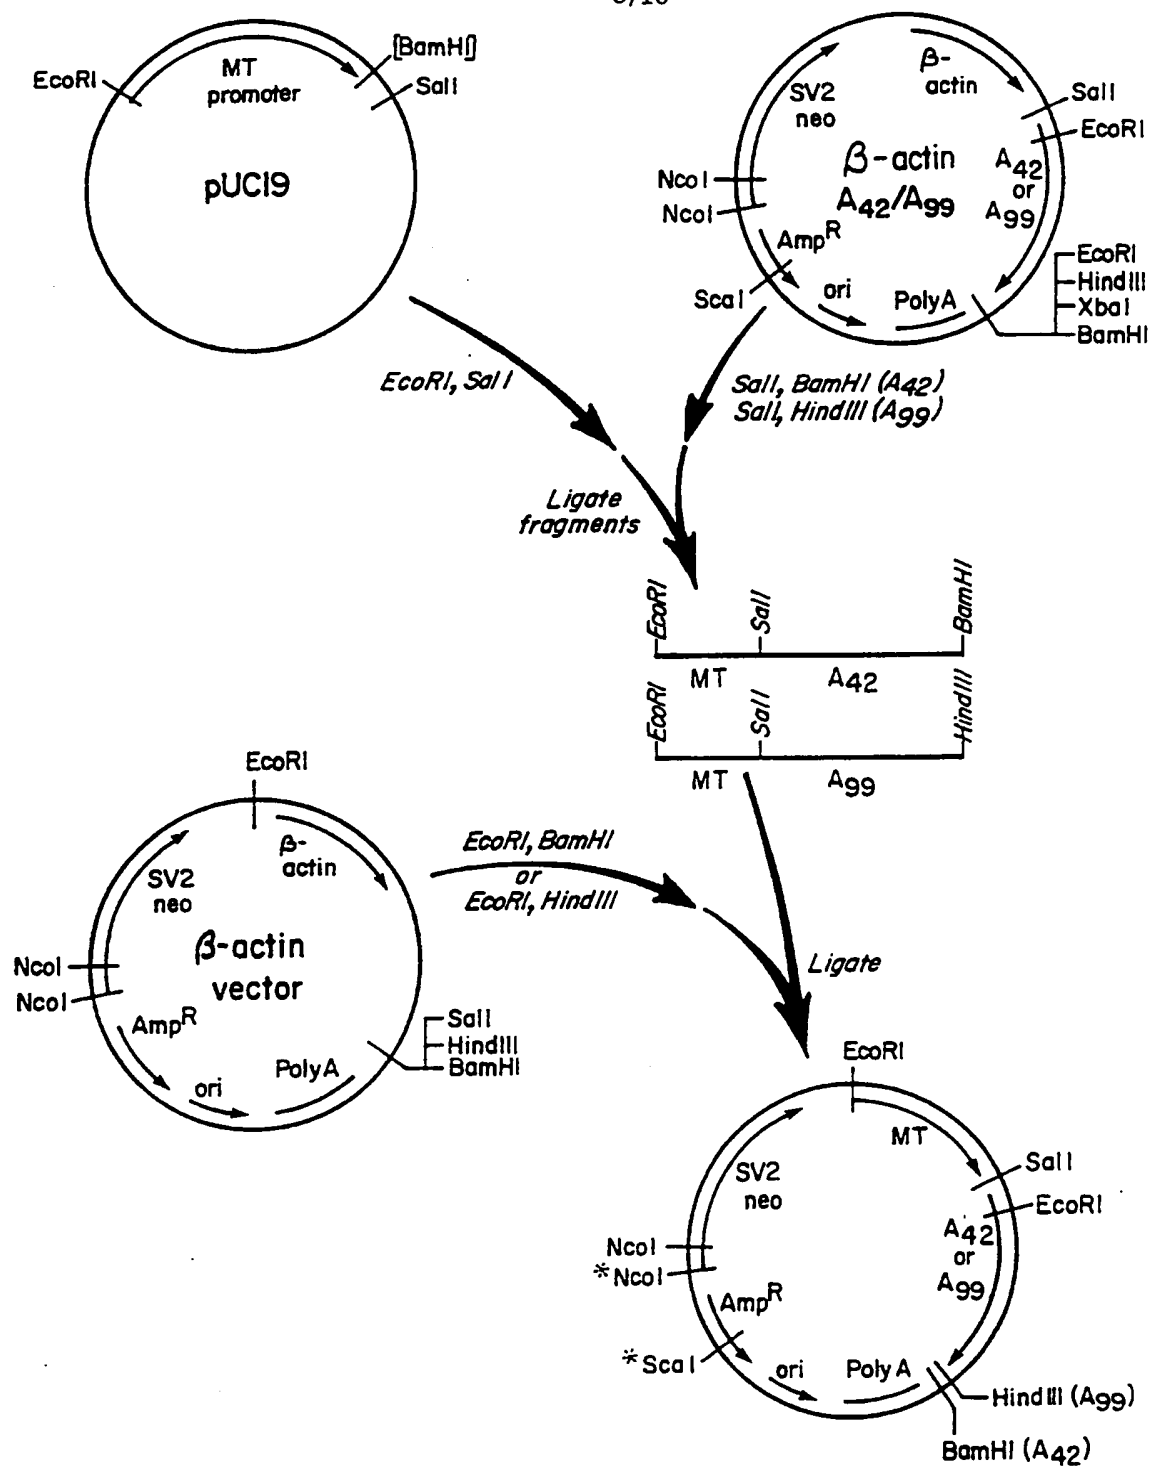 EcoRI
MT
promoter
[BamHI]
SalI
pUC19
β-
actin
SV2
neo
SalI
EcoRI
β-actin
A42/A99
A42
or
A99
NcoI
NcoI
AmpR
ScaI
ori
PolyA
EcoRI
HindIII
XbaI
BamHI
EcoRI, SalI
SalI, BamHI (A42)
SalI, HindIII (A99)
Ligate
fragments
EcoRI
SalI
BamHI
MT
A42
EcoRI
SalI
HindIII
MT
A99
EcoRI
β-
actin
SV2
neo
β-actin
vector
NcoI
NcoI
AmpR
ori
PolyA
SalI
HindIII
BamHI
EcoRI, BamHI
or
EcoRI, HindIII
Ligate
EcoRI
MT
SalI
EcoRI
SV2
neo
A42
or
A99
NcoI
*NcoI
AmpR
*ScaI
ori
Poly A
HindIII (A99)
BamHI (A42)